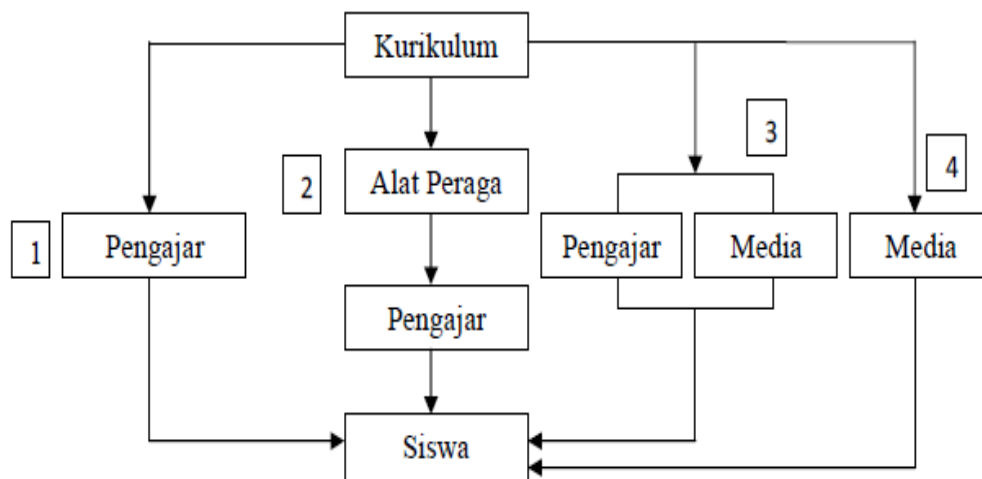 Kurikulum
3
4
2
Alat Peraga
1
Pengajar
Pengajar
Media
Media
Pengajar
Siswa